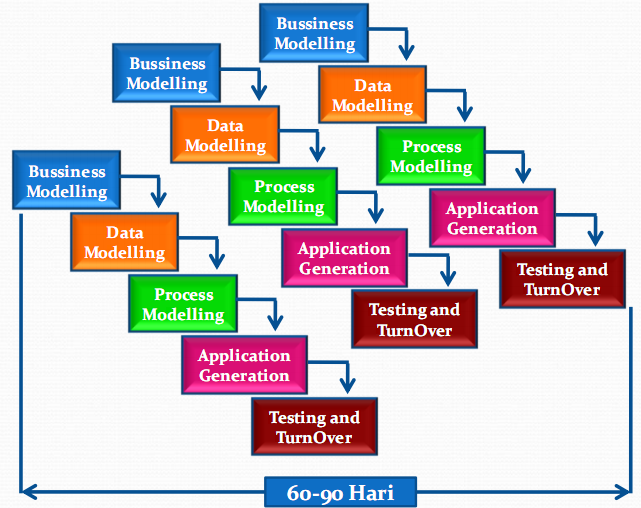 Bussiness
Modelling
Data
Modelling
Process
Modelling
Application
Generation
Testing and
TurnOver
Bussiness
Modelling
Data
Modelling
Process
Modelling
Application
Generation
Testing and
TurnOver
Bussiness
Modelling
Data
Modelling
Process
Modelling
Application
Generation
Testing and
TurnOver
60-90 Hari